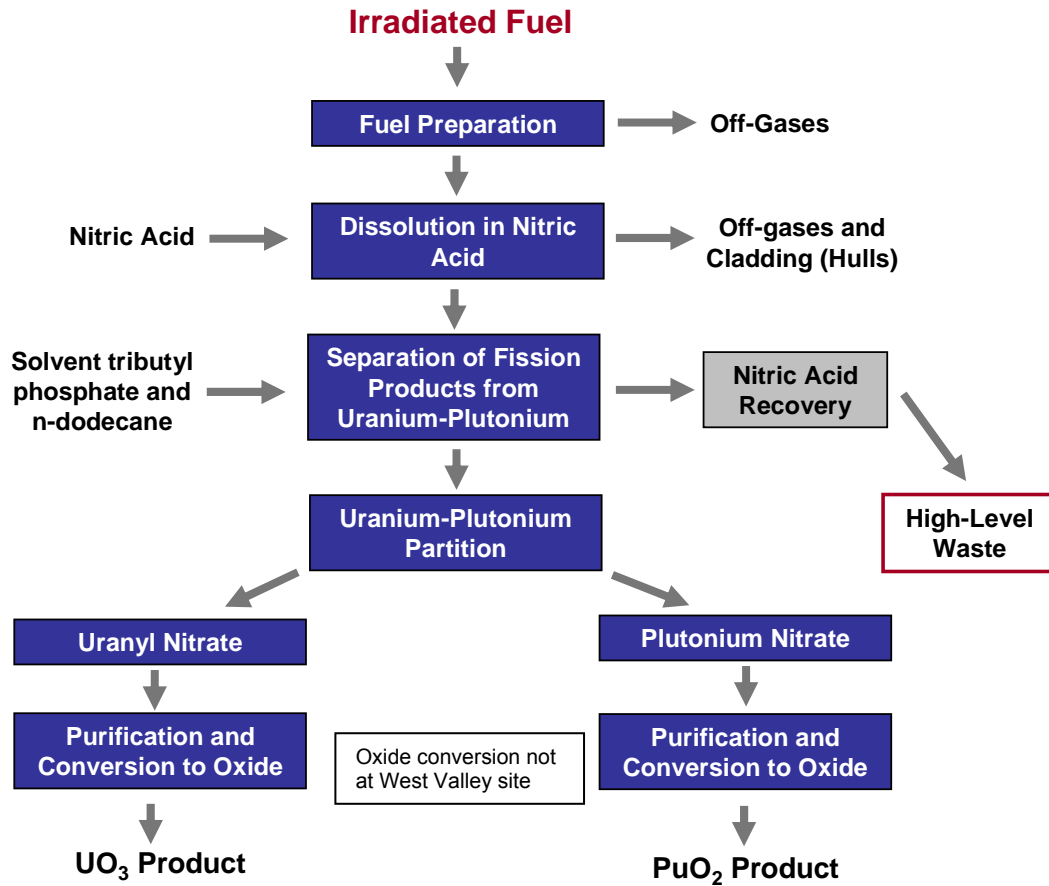 Irradiated Fuel
Fuel Preparation
Off-Gases
Nitric Acid
Dissolution in Nitric
Acid
Off-gases and
Cladding (Hulls)
Solvent tributyl
phosphate and
n-dodecane
Separation of Fission
Products from
Uranium-Plutonium
Nitric Acid
Recovery
Uranium-Plutonium
Partition
High-Level
Waste
Uranyl Nitrate
Plutonium Nitrate
Purification and
Conversion to Oxide
Oxide conversion not
at West Valley site
Purification and
Conversion to Oxide
UO₃ Product
PuO₂ Product